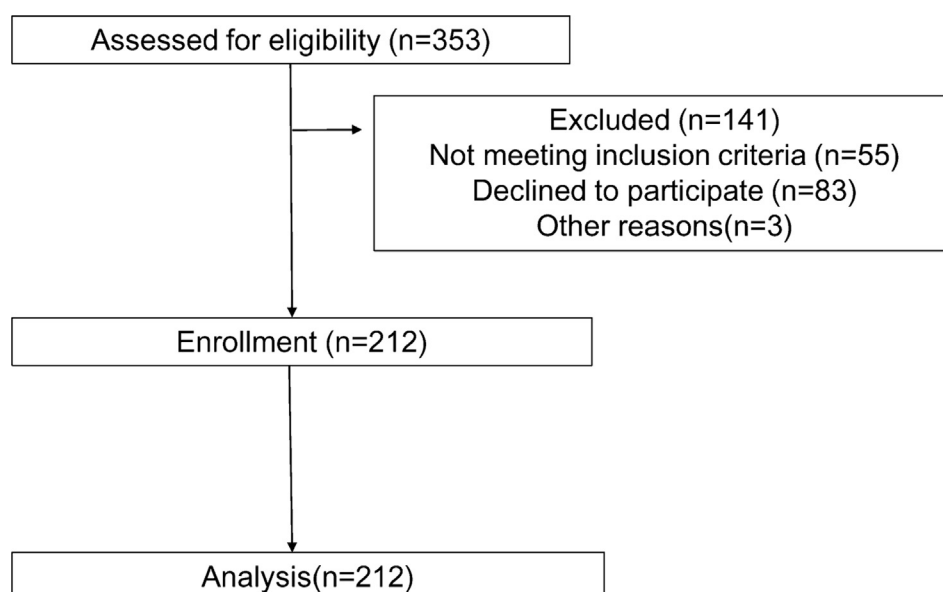 Assessed for eligibility (n=353)
Excluded (n=141)
Not meeting inclusion criteria (n=55)
Declined to participate (n=83)
Other reasons(n=3)
Enrollment (n=212)
Analysis(n=212)